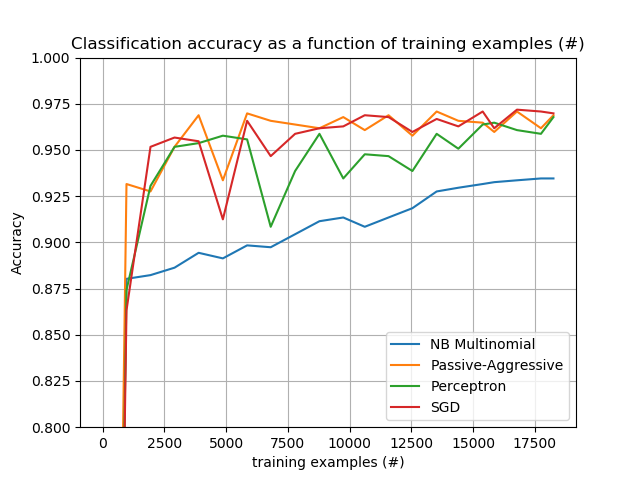 Classification accuracy as a function of training examples (#)
1.000
0.975
0.950
0.925
0.900
0.875
0.850
0.825
0.800
Accuracy
NB Multinomial
Passive-Aggressive
Perceptron
SGD
0 2500 5000 7500 10000 12500 15000 17500
training examples (#)